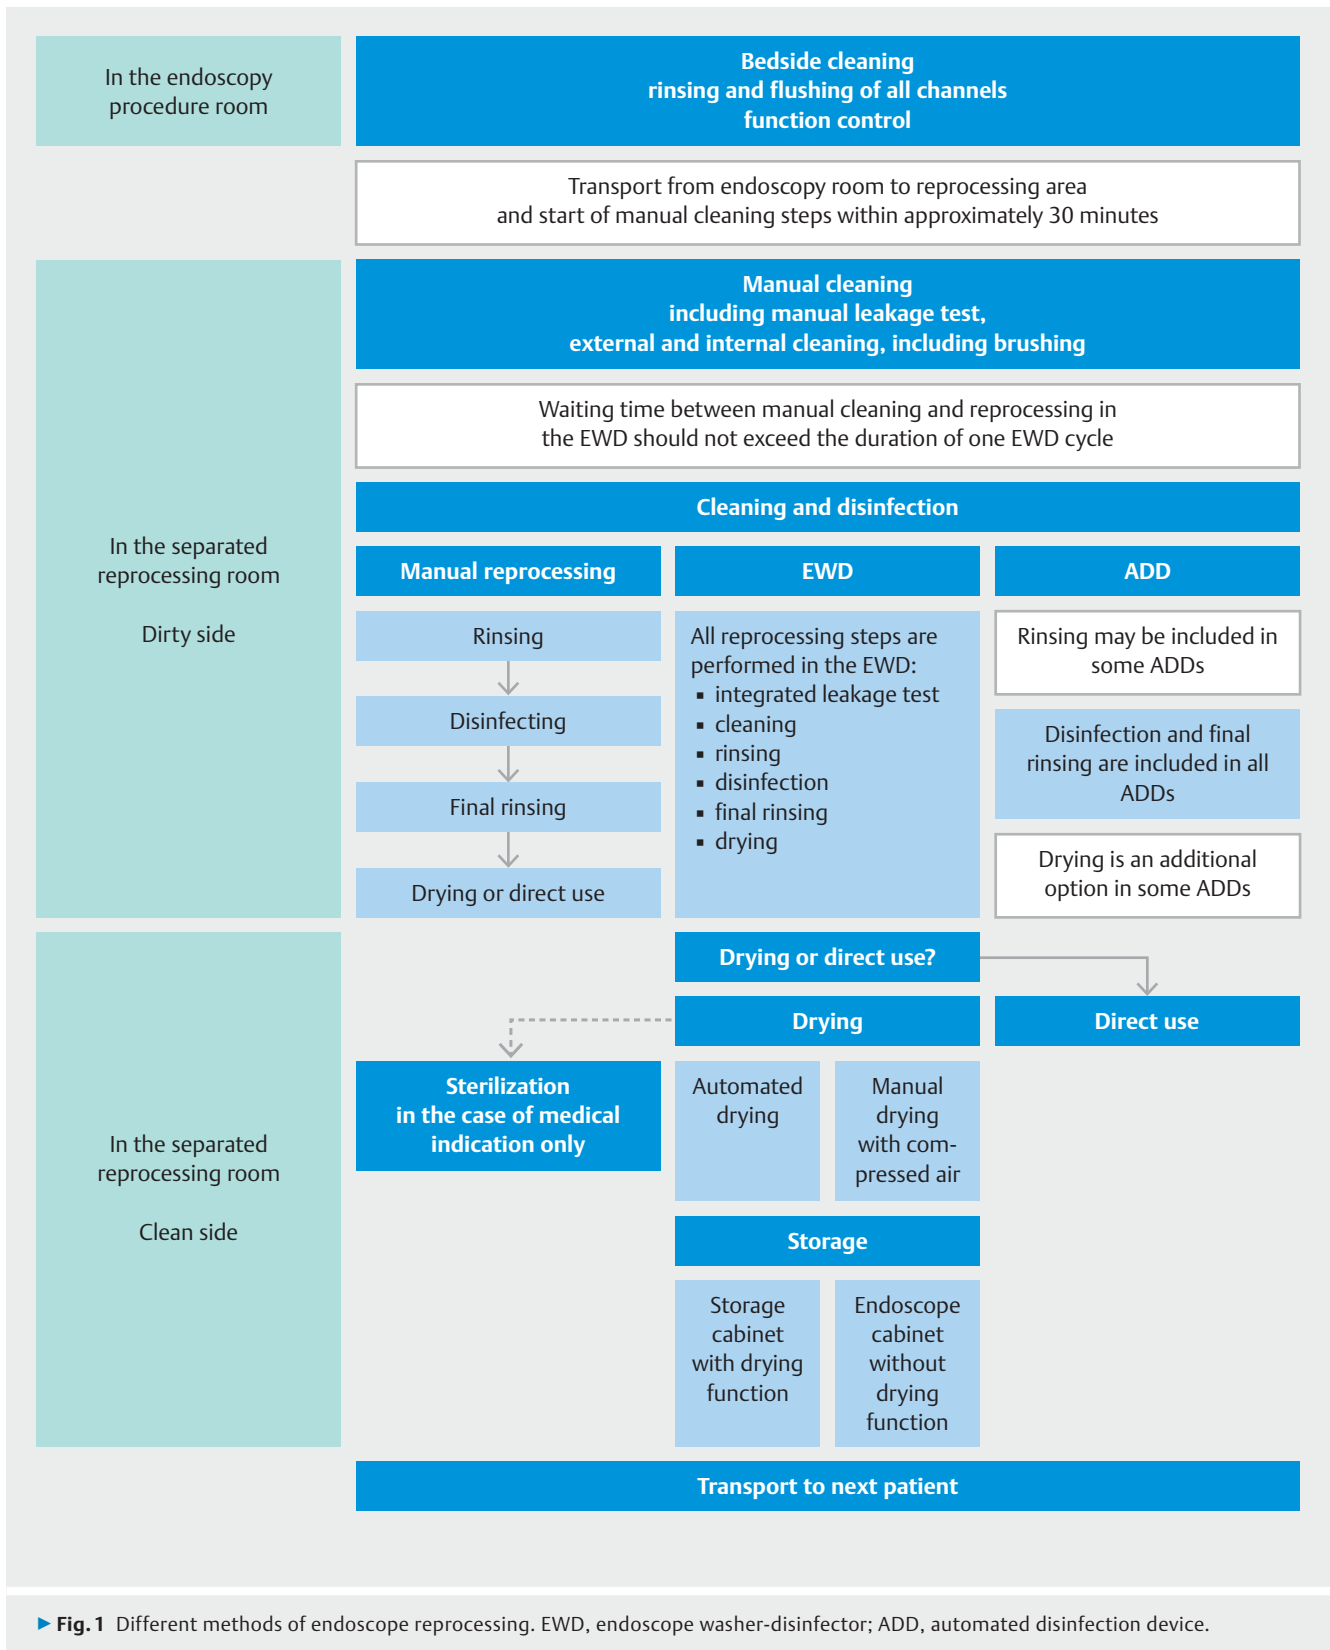 In the endoscopy
procedure room
Bedside cleaning
rinsing and flushing of all channels
function control
Transport from endoscopy room to reprocessing area
and start of manual cleaning steps within approximately 30 minutes
In the separated
reprocessing room
Dirty side
Manual cleaning
including manual leakage test,
external and internal cleaning, including brushing
Waiting time between manual cleaning and reprocessing in
the EWD should not exceed the duration of one EWD cycle
Cleaning and disinfection
Manual reprocessing
Rinsing
Disinfecting
Final rinsing
Drying or direct use
EWD
All reprocessing steps are
performed in the EWD:
▪ integrated leakage test
▪ cleaning
▪ rinsing
▪ disinfection
▪ final rinsing
▪ drying
ADD
Rinsing may be included in
some ADDs
Disinfection and final
rinsing are included in all
ADDs
Drying is an additional
option in some ADDs
In the separated
reprocessing room
Clean side
Drying or direct use?
Drying
Direct use
Sterilization
in the case of medical
indication only
Automated
drying
Manual
drying
with com-
pressed air
Storage
Storage
cabinet
with drying
function
Endoscope
cabinet
without
drying
function
Transport to next patient
▶ Fig. 1 Different methods of endoscope reprocessing. EWD, endoscope washer-disinfector; ADD, automated disinfection device.